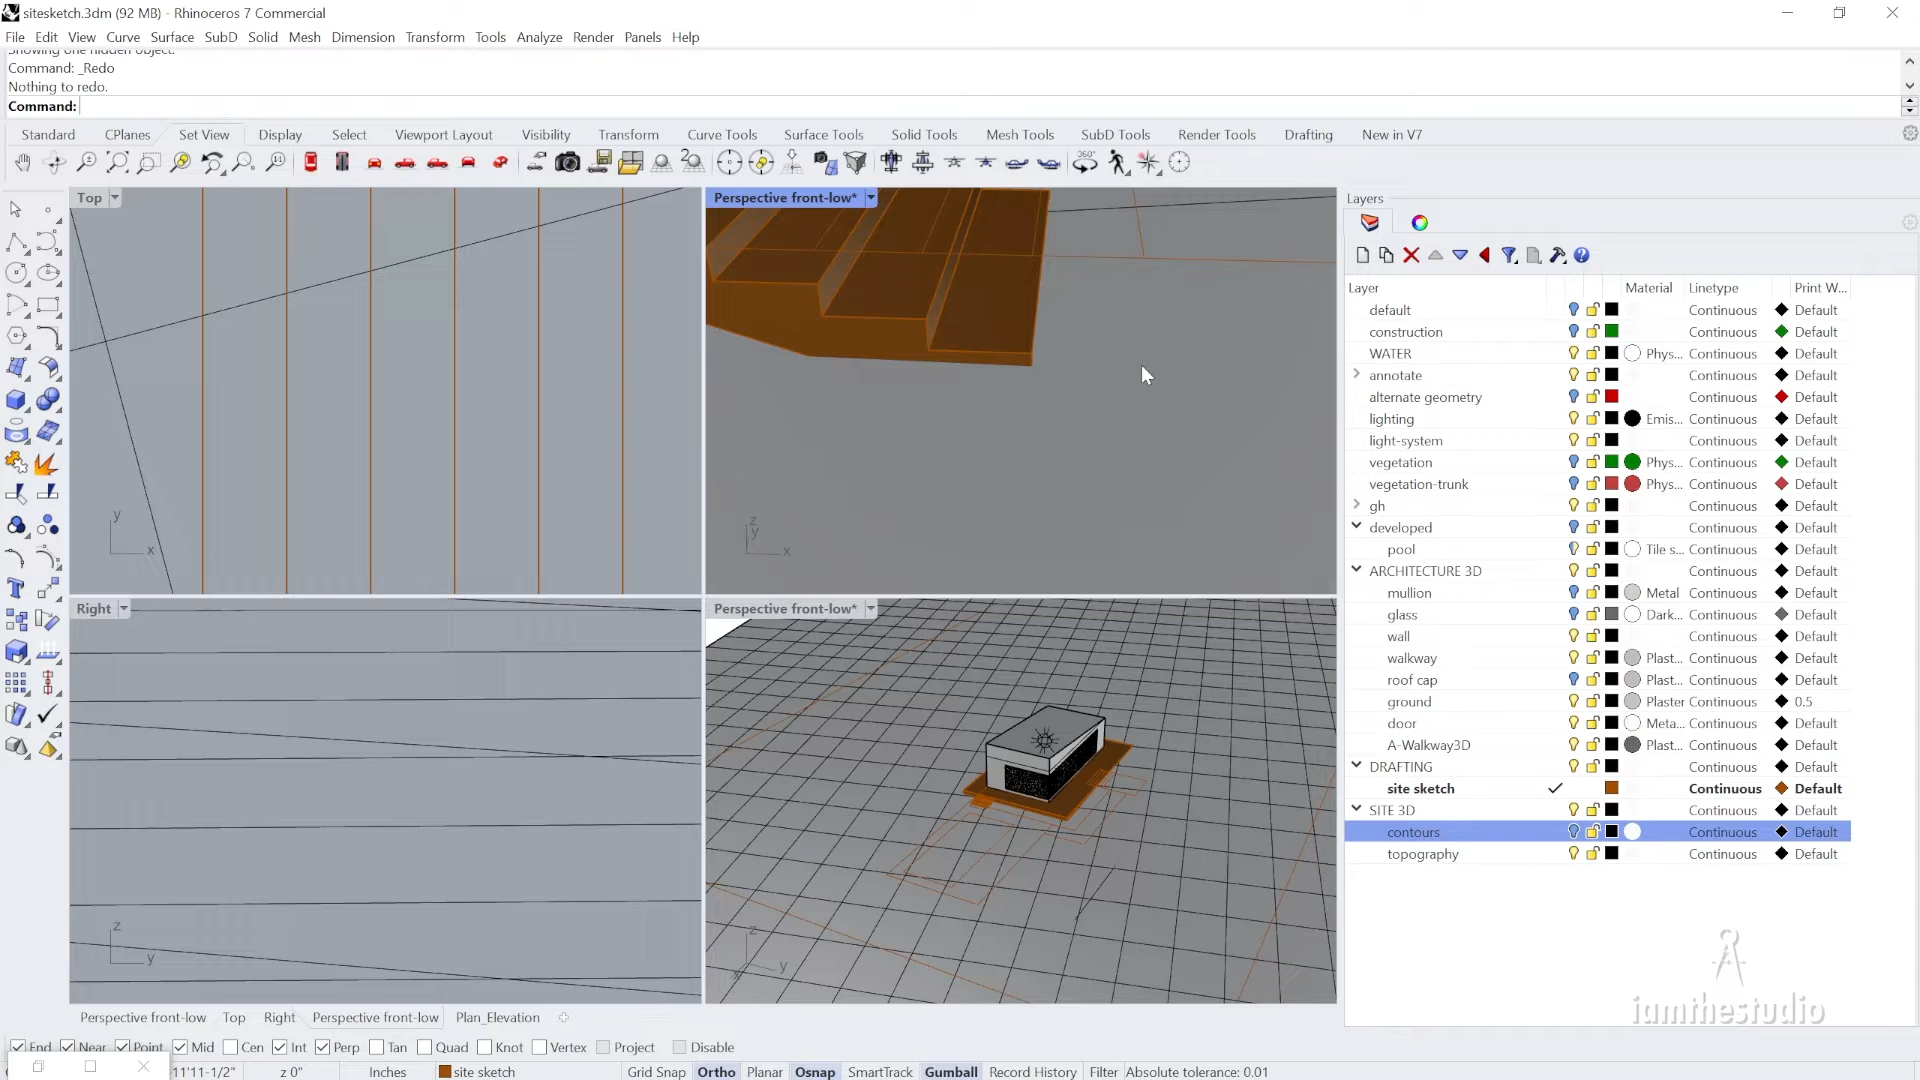 sitesketch.3dm (92 MB) - Rhinoceros 7 Commercial
File Edit View Curve Surface SubD Solid Mesh Dimension Transform Tools Analyze Render Panels Help
Showing one hidden object.
Command: _Redo
Nothing to redo.
Command:
Standard CPlanes Set View Display Select Viewport Layout Visibility Transform Curve Tools Surface Tools Solid Tools Mesh Tools SubD Tools Render Tools Drafting New in V7
Top
Perspective front-low*
Layers
Layer Material Linetype Print W...
default Continuous Default
construction Continuous Default
WATER Phys... Continuous Default
annotate Continuous Default
alternate geometry Continuous Default
lighting Emis... Continuous Default
light-system Continuous Default
vegetation Phys... Continuous Default
vegetation-trunk Phys... Continuous Default
gh Continuous Default
developed Continuous Default
pool Tile s... Continuous Default
ARCHITECTURE 3D Continuous Default
mullion Metal Continuous Default
glass Dark... Continuous Default
wall Continuous Default
walkway Plast... Continuous Default
roof cap Plast... Continuous Default
ground Plaster Continuous 0.5
door Meta... Continuous Default
A-Walkway3D Plast... Continuous Default
DRAFTING Continuous Default
site sketch Continuous Default
SITE 3D Continuous Default
contours Continuous Default
topography Continuous Default
y
x
z
y
x
Right
Perspective front-low*
z
y
z
x
y
iamthestudio
Perspective front-low Top Right Perspective front-low Plan_Elevation
End Near Point Mid Cen Int Perp Tan Quad Knot Vertex Project Disable
11'11-1/2" z 0" Inches site sketch Grid Snap Ortho Planar Osnap SmartTrack Gumball Record History Filter Absolute tolerance: 0.01